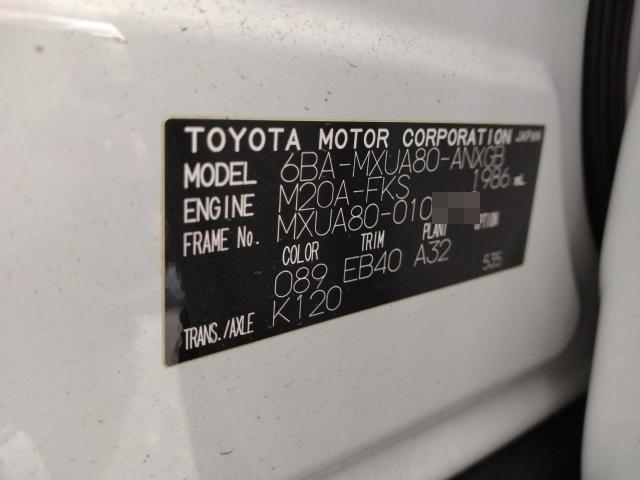 TOYOTA MOTOR CORPORATION JAPAN
MODEL 6BA-MXUA80-ANXGB
ENGINE M20A-FKS 1986 mL
FRAME No. MXUA80-010
COLOR TRIM PLANT
089 EB40 A32 535
TRANS./AXLE K120